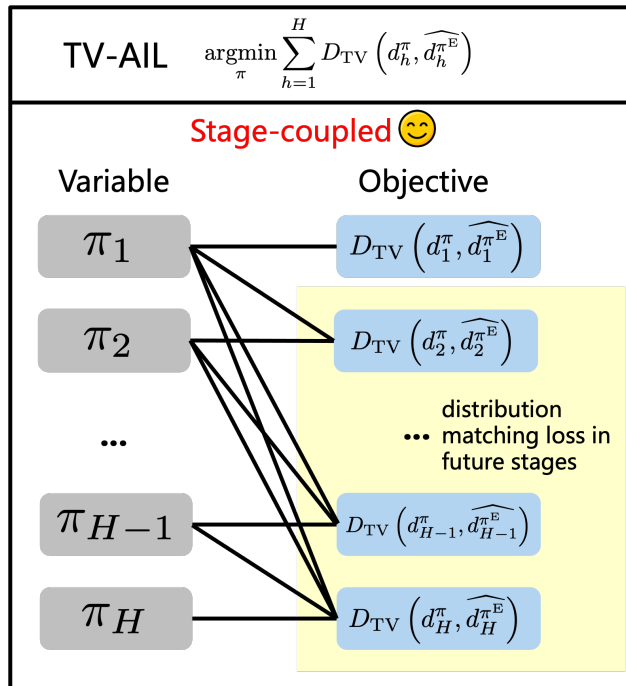 TV-AIL argmin_π ∑_{h=1}^{H} D_TV (d_h^π, \widehat{d_h^{π^E}})
Stage-coupled 😊
Variable Objective
π_1 D_TV (d_1^π, \widehat{d_1^{π^E}})
π_2 D_TV (d_2^π, \widehat{d_2^{π^E}})
distribution
... ... matching loss in
future stages
π_{H-1} D_TV (d_{H-1}^π, \widehat{d_{H-1}^{π^E}})
π_H D_TV (d_H^π, \widehat{d_H^{π^E}})